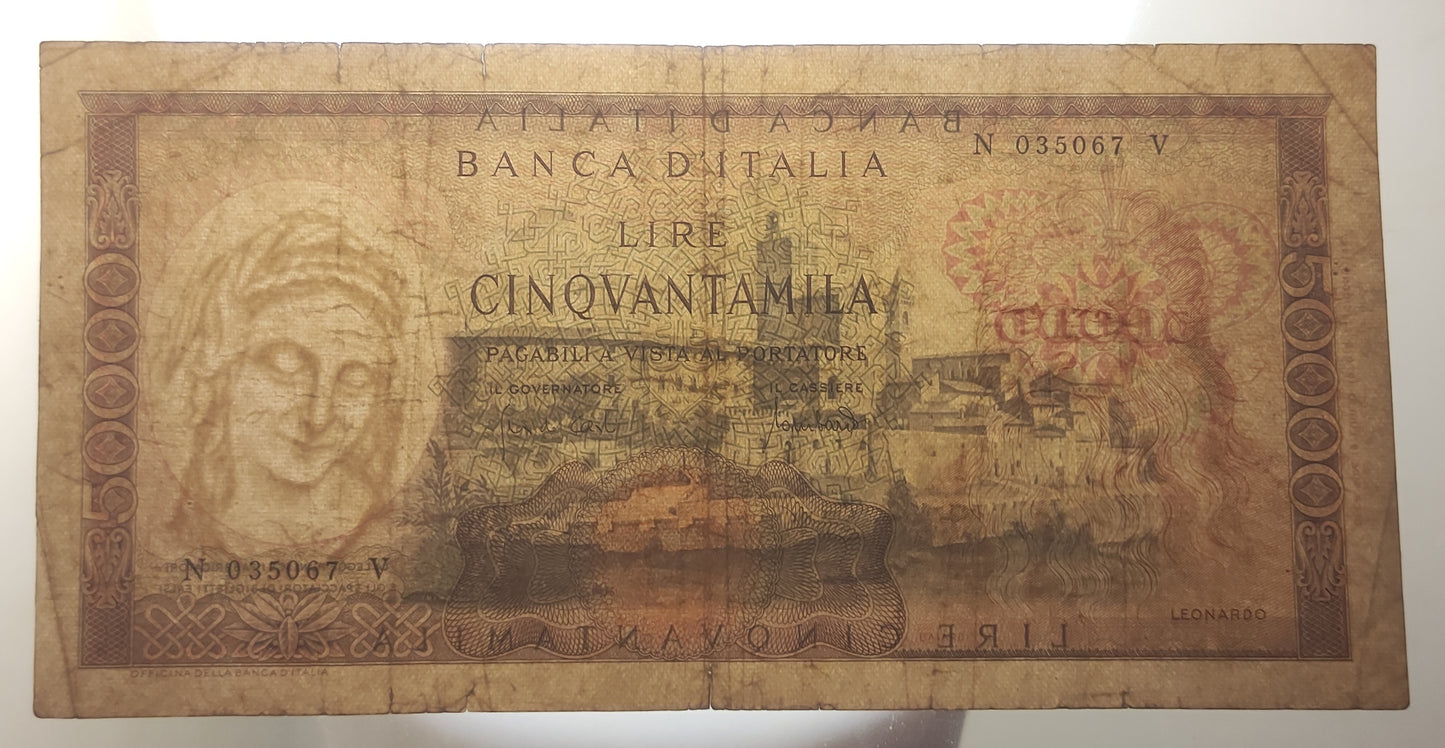 BANCA D'ITALIA
N 035067 V
BANCA D'ITALIA
LIRE
CINQVANTAMILA
PAGABILI A VISTA AL PORTATORE
IL GOVERNATORE IL CASSIERE
50000
50000
N 035067 V
LEONARDO
LIRE CINQVANTAMILA
OFFICINA DELLA BANCA D'ITALIA